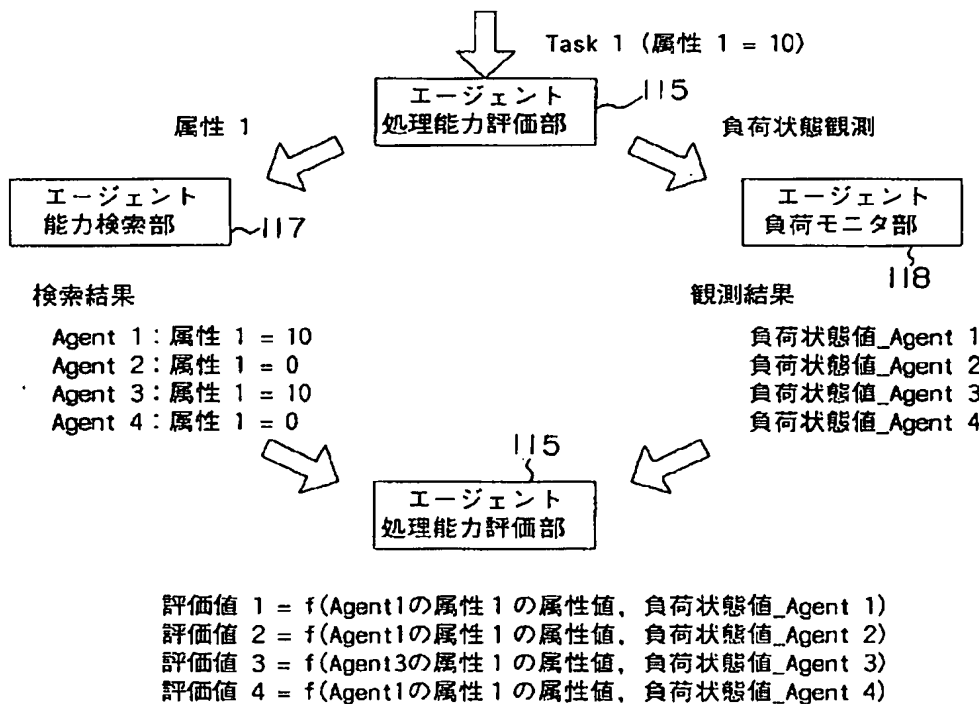 Task 1 (属性 1 = 10)
エージェント
処理能力評価部
115
属性 1
負荷状態観測
エージェント
能力検索部
117
エージェント
負荷モニタ部
118
検索結果
Agent 1 : 属性 1 = 10
Agent 2 : 属性 1 = 0
Agent 3 : 属性 1 = 10
Agent 4 : 属性 1 = 0
観測結果
負荷状態値_Agent 1
負荷状態値_Agent 2
負荷状態値_Agent 3
負荷状態値_Agent 4
115
エージェント
処理能力評価部
評価値 1 = f(Agent1の属性1 の属性値, 負荷状態値_Agent 1)
評価値 2 = f(Agent1の属性1 の属性値, 負荷状態値_Agent 2)
評価値 3 = f(Agent3の属性1 の属性値, 負荷状態値_Agent 3)
評価値 4 = f(Agent1の属性1 の属性値, 負荷状態値_Agent 4)